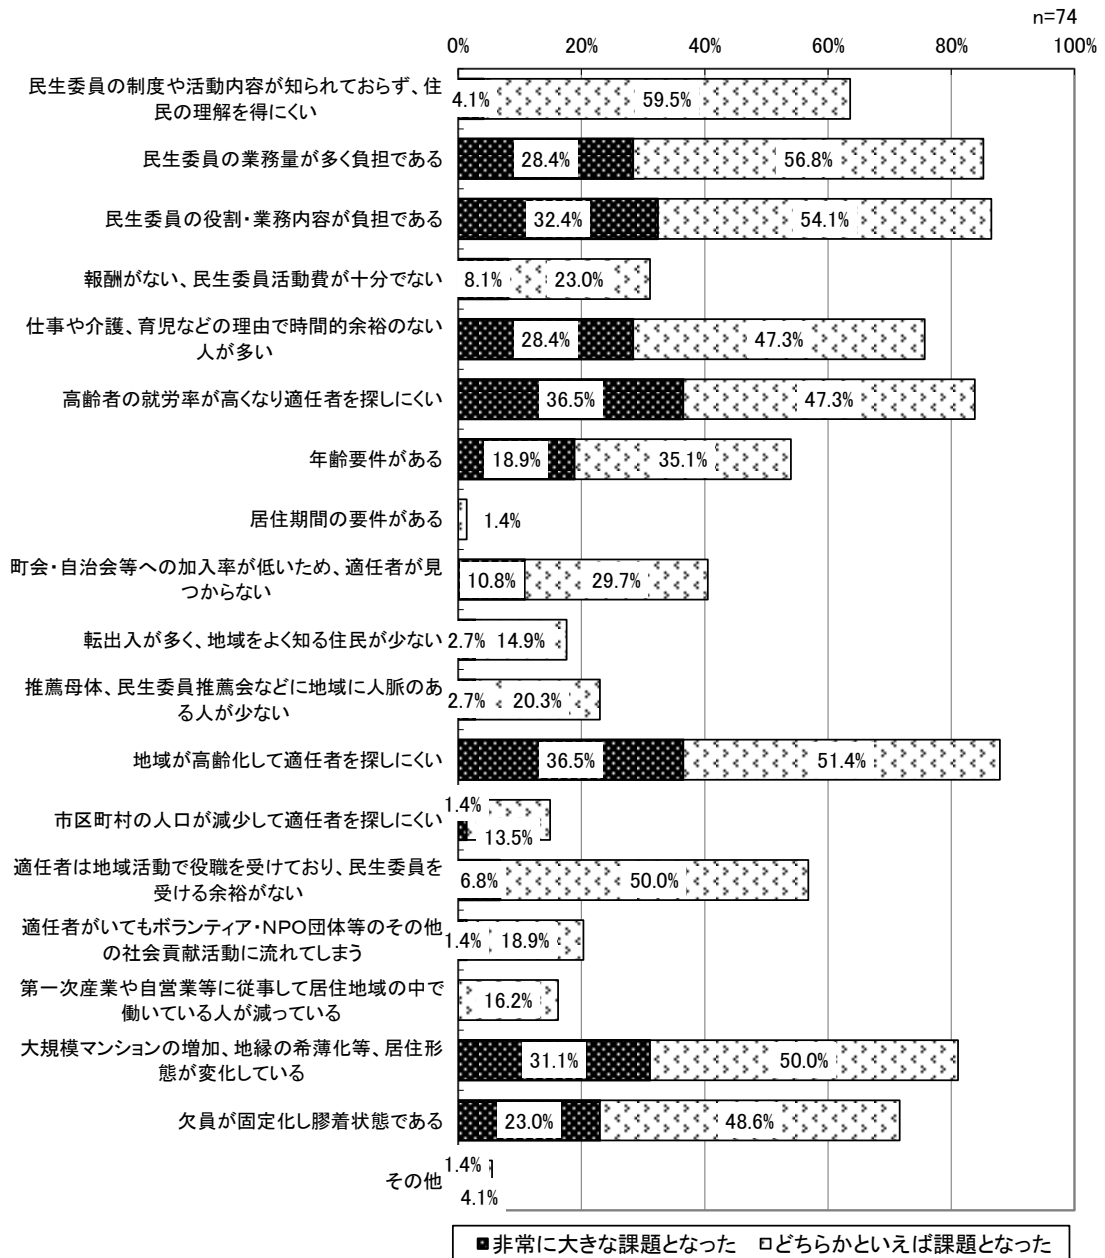 n=74
0% 20% 40% 60% 80% 100%
民生委員の制度や活動内容が知られておらず、住
民の理解を得にくい
4.1% 59.5%
民生委員の業務量が多く負担である
28.4% 56.8%
民生委員の役割・業務内容が負担である
32.4% 54.1%
報酬がない、民生委員活動費が十分でない
8.1% 23.0%
仕事や介護、育児などの理由で時間的余裕のない
人が多い
28.4% 47.3%
高齢者の就労率が高くなり適任者を探しにくい
36.5% 47.3%
年齢要件がある
18.9% 35.1%
居住期間の要件がある
1.4%
町会・自治会等への加入率が低いため、適任者が見
つからない
10.8% 29.7%
転出入が多く、地域をよく知る住民が少ない
2.7% 14.9%
推薦母体、民生委員推薦会などに地域に人脈のあ
る人が少ない
2.7% 20.3%
地域が高齢化して適任者を探しにくい
36.5% 51.4%
市区町村の人口が減少して適任者を探しにくい
1.4%
13.5%
適任者は地域活動で役職を受けており、民生委員を
受ける余裕がない
6.8% 50.0%
適任者がいてもボランティア・NPO団体等のその他
の社会貢献活動に流れてしまう
1.4% 18.9%
第一次産業や自営業等に従事して居住地域の中で
働いている人が減っている
16.2%
大規模マンションの増加、地縁の希薄化等、居住形
態が変化している
31.1% 50.0%
欠員が固定化し膠着状態である
23.0% 48.6%
その他
1.4%
4.1%
非常に大きな課題となった どちらかといえば課題となった